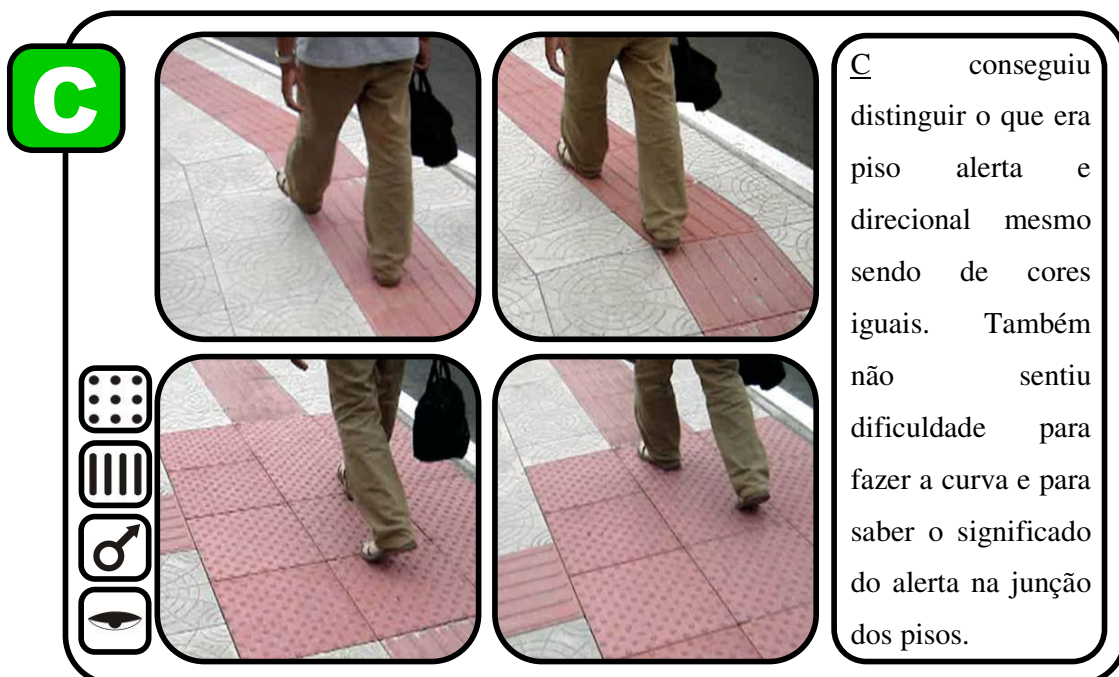 C
C conseguiu
distinguir o que era
piso alerta e
direcional mesmo
sendo de cores
iguais. Também
não sentiu
dificuldade para
fazer a curva e para
saber o significado
do alerta na junção
dos pisos.